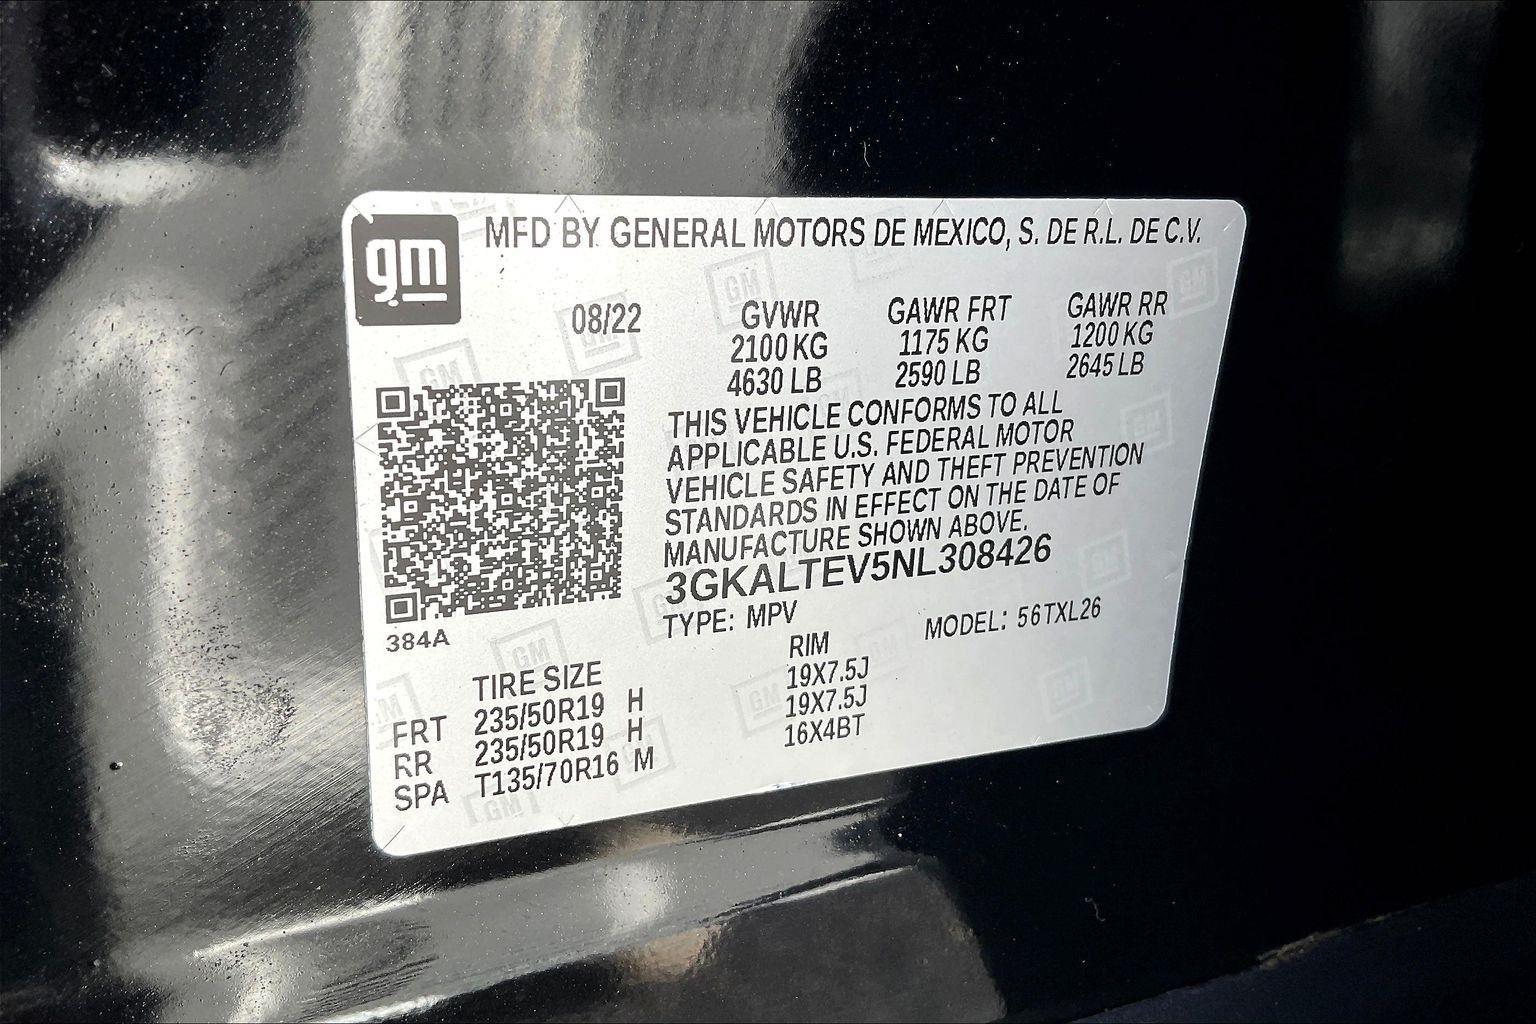 gm
MFD BY GENERAL MOTORS DE MEXICO, S. DE R.L. DE C.V.
08/22 GVWR GAWR FRT GAWR RR
2100 KG 1175 KG 1200 KG
4630 LB 2590 LB 2645 LB
THIS VEHICLE CONFORMS TO ALL
APPLICABLE U.S. FEDERAL MOTOR
VEHICLE SAFETY AND THEFT PREVENTION
STANDARDS IN EFFECT ON THE DATE OF
MANUFACTURE SHOWN ABOVE.
3GKALTEV5NL308426
TYPE: MPV MODEL: 56TXL26
384A
TIRE SIZE RIM
FRT 235/50R19 H 19X7.5J
RR 235/50R19 H 19X7.5J
SPA T135/70R16 M 16X4BT